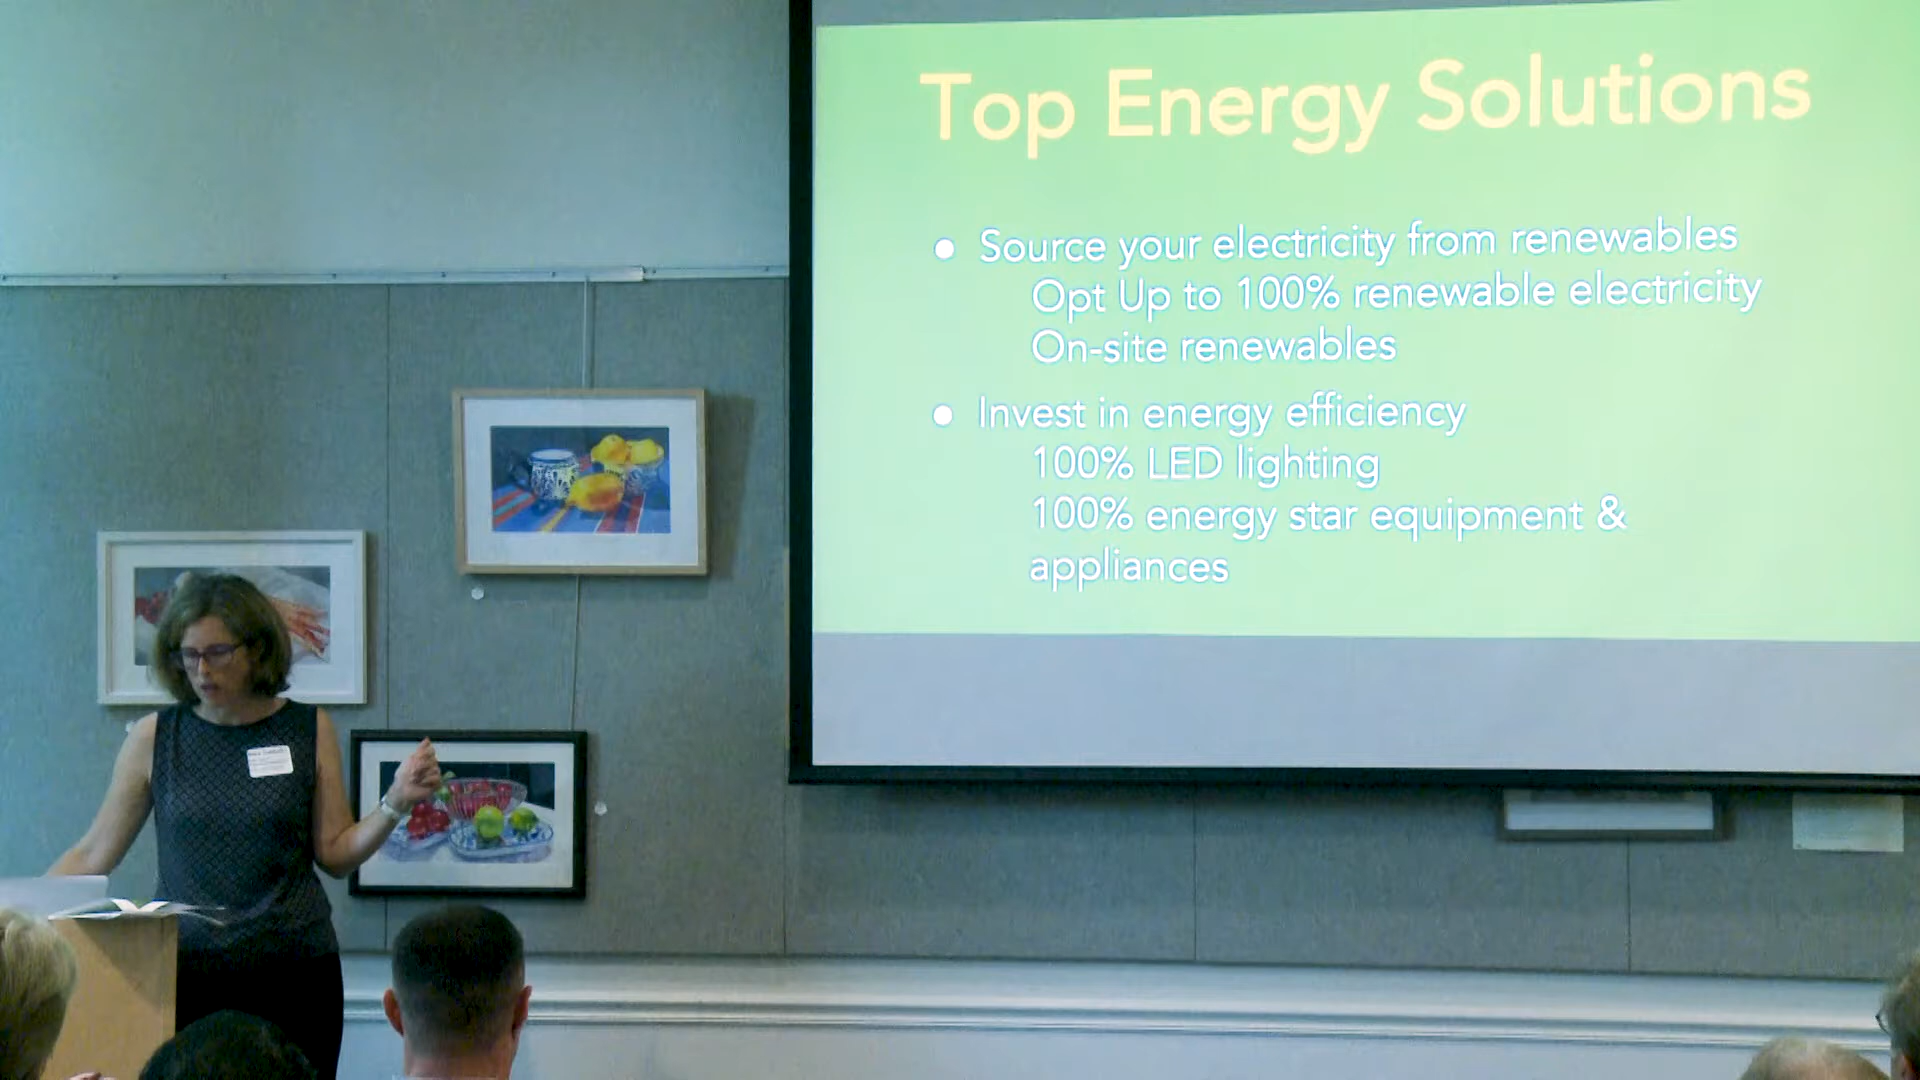 Top Energy Solutions
● Source your electricity from renewables
Opt Up to 100% renewable electricity
On-site renewables
● Invest in energy efficiency
100% LED lighting
100% energy star equipment &
appliances